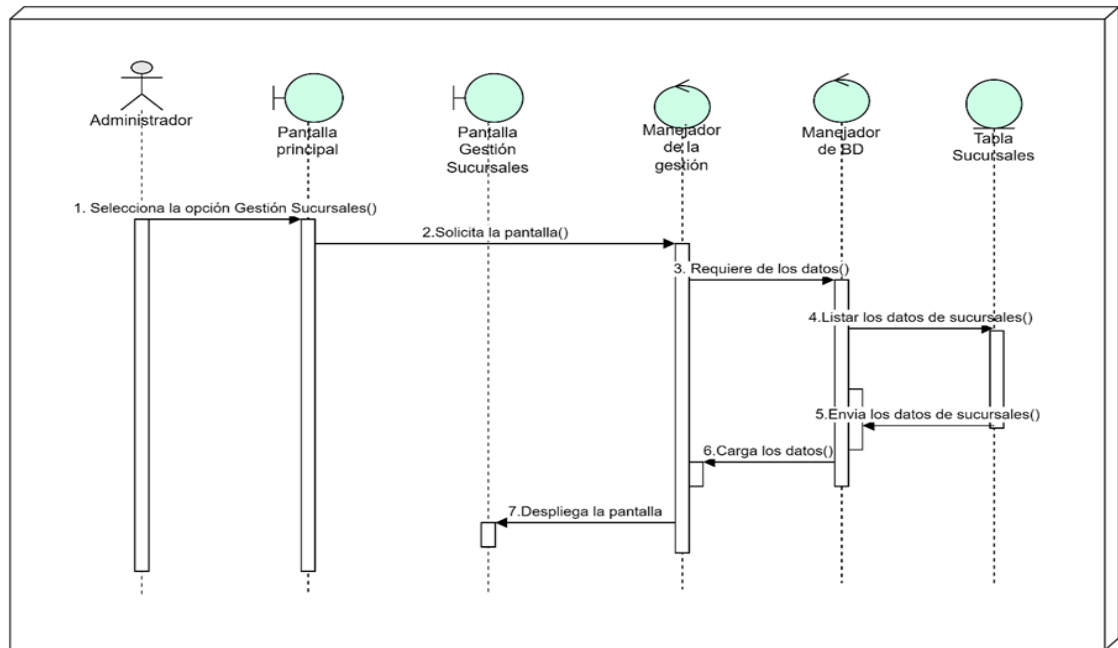 Administrador
Pantalla
principal
Pantalla
Gestión
Sucursales
Manejador
de la
gestión
Manejador
de BD
Tabla
Sucursales
1. Selecciona la opción Gestión Sucursales()
2.Solicita la pantalla()
3. Requiere de los datos()
4.Listar los datos de sucursales()
5.Envia los datos de sucursales()
6.Carga los datos()
7.Despliega la pantalla